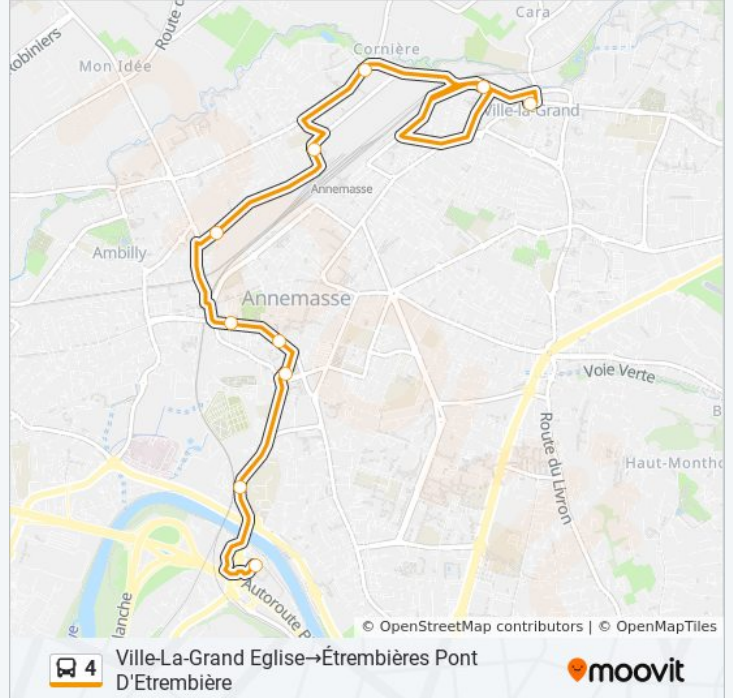 Cara
Route d
obiniers
Cornière
Mon Idée
Ville-la-Grand
Annemasse
Ambilly
Annemasse
Voie Verte
B
Route du Livron
Haut-Montho
Autoroute P
lanche
ve
© OpenStreetMap contributors | © OpenMapTiles
4
Ville-La-Grand Eglise→Étrembières Pont
D'Etrembière
moovit